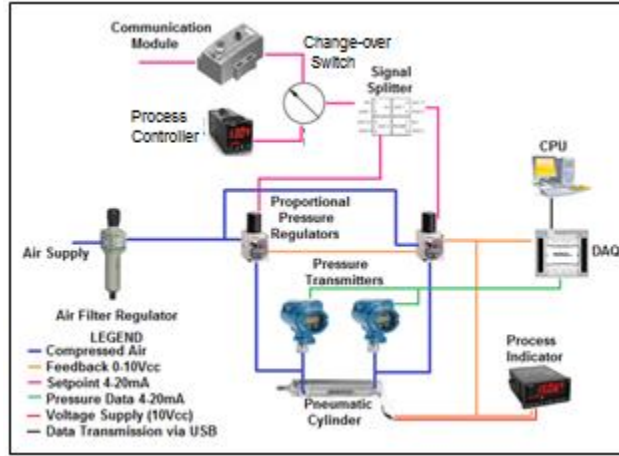 Communication
Module
Change-over
Switch
Signal
Splitter
Process
Controller
CPU
Proportional
Pressure
Regulators
Air Supply
DAQ
Pressure
Transmitters
Air Filter Regulator
LEGEND
Compressed Air
Feedback 0-10Vcc
Setpoint 4-20mA
Pressure Data 4-20mA
Voltage Supply (10Vcc)
Data Transmission via USB
Process
Indicator
Pneumatic
Cylinder